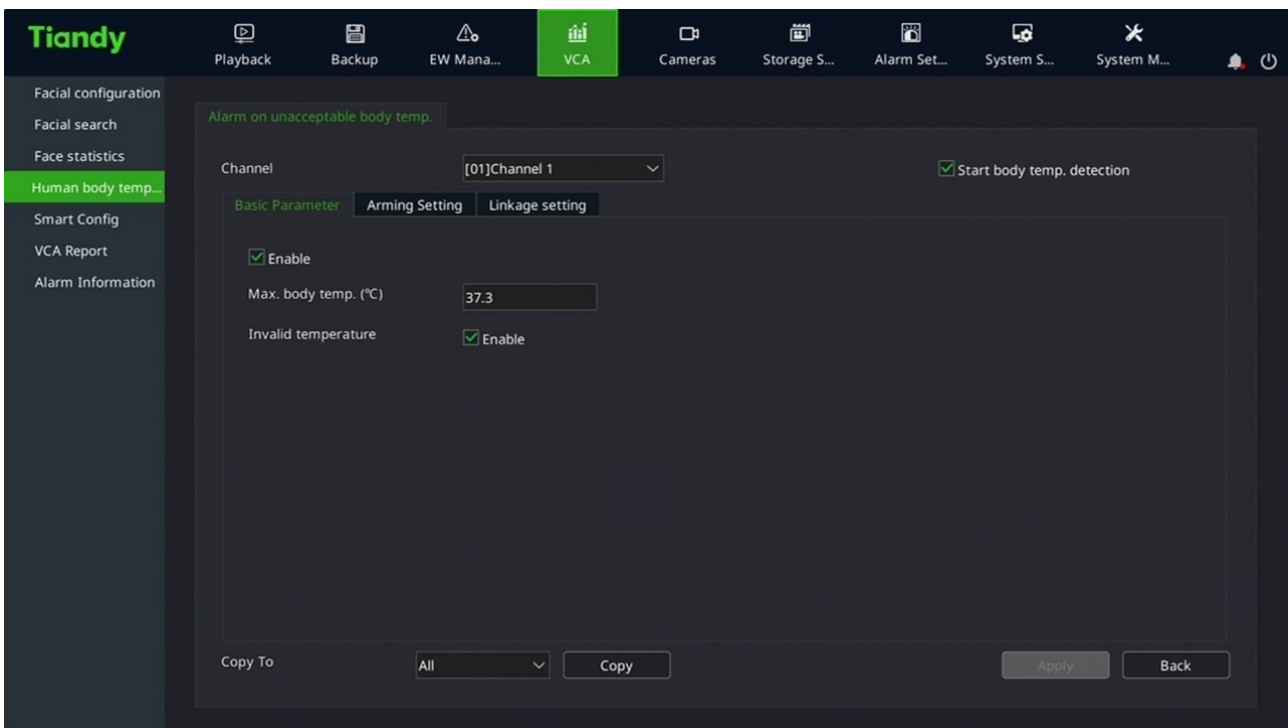 Tiandy
Playback
Backup
EW Mana...
VCA
Cameras
Storage S...
Alarm Set...
System S...
System M...
Facial configuration
Facial search
Face statistics
Human body temp...
Smart Config
VCA Report
Alarm Information
Alarm on unacceptable body temp.
Channel
[01]Channel 1
Start body temp. detection
Basic Parameter
Arming Setting
Linkage setting
Enable
Max. body temp. (℃)
37.3
Invalid temperature
Enable
Copy To
All
Copy
Apply
Back